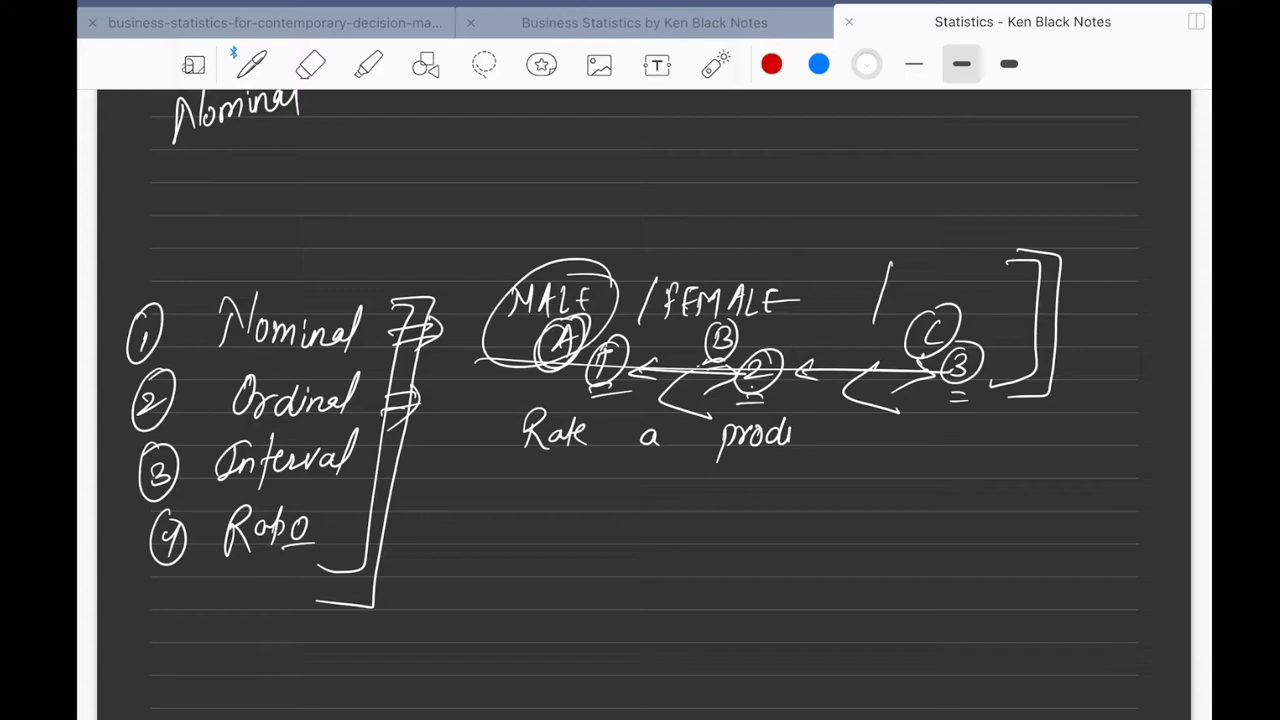 business-statistics-for-contemporary-decision-ma...
Business Statistics by Ken Black Notes
Statistics - Ken Black Notes
T
Nominal
1 Nominal
MALE / FEMALE /
A B C
1 2 3
2 Ordinal
Rate a produ
3 Interval
4 Ratio